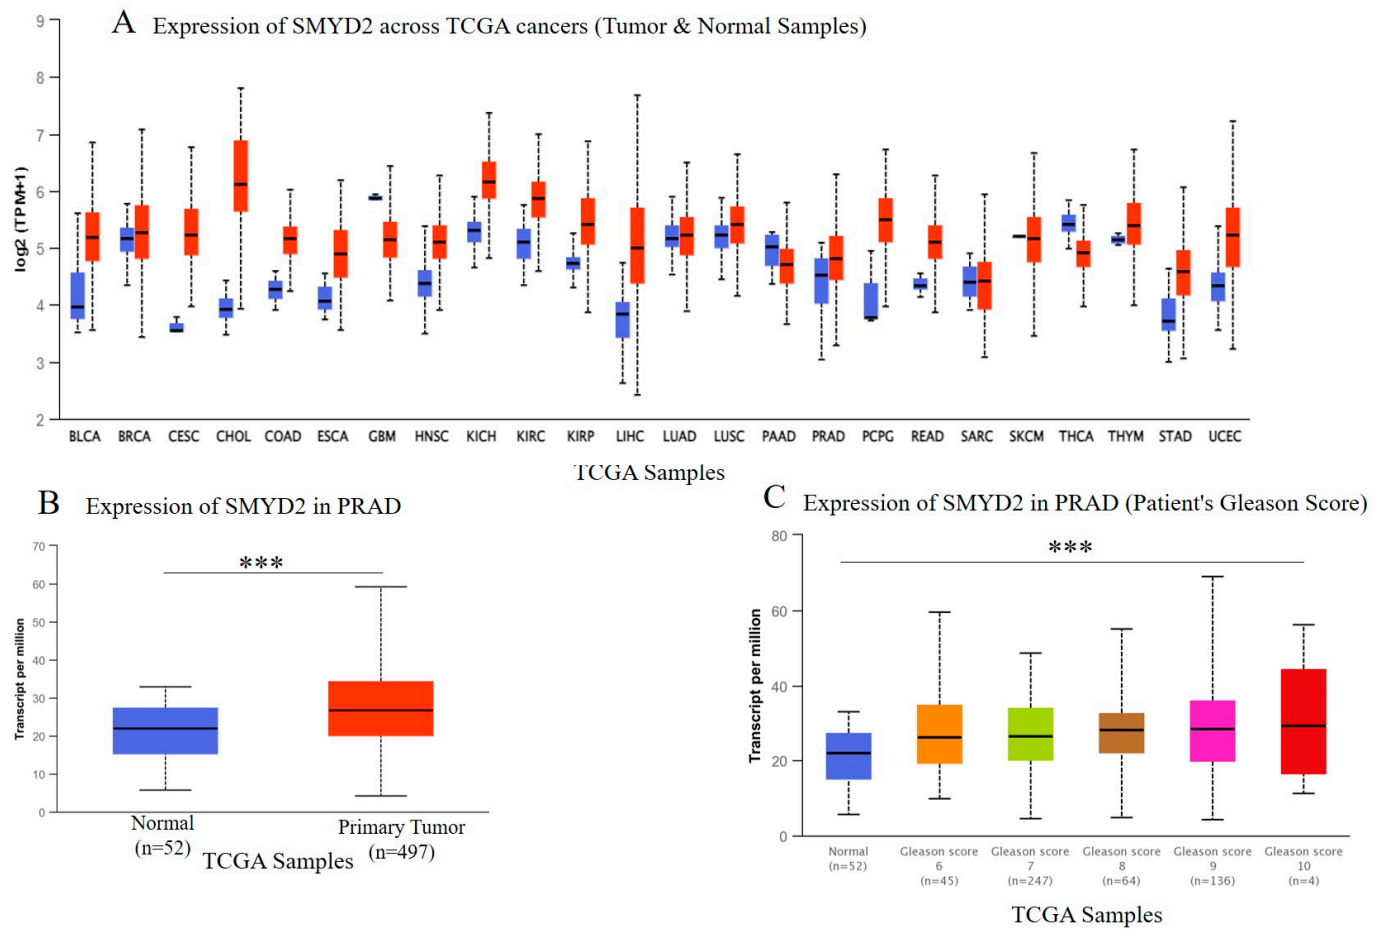 A Expression of SMYD2 across TCGA cancers (Tumor & Normal Samples)
log2 (TPM+1)
9
8
7
6
5
4
3
2
BLCA BRCA CESC CHOL COAD ESCA GBM HNSC KICH KIRC KIRP LIHC LUAD LUSC PAAD PRAD PCPG READ SARC SKCM THCA THYM STAD UCEC
TCGA Samples
B Expression of SMYD2 in PRAD
Transcript per million
70
60
50
40
30
20
10
0
***
Normal Primary Tumor
(n=52) (n=497)
TCGA Samples
C Expression of SMYD2 in PRAD (Patient's Gleason Score)
Transcript per million
80
60
40
20
0
***
Normal Gleason score Gleason score Gleason score Gleason score Gleason score
(n=52) 6 7 8 9 10
(n=45) (n=247) (n=64) (n=136) (n=4)
TCGA Samples